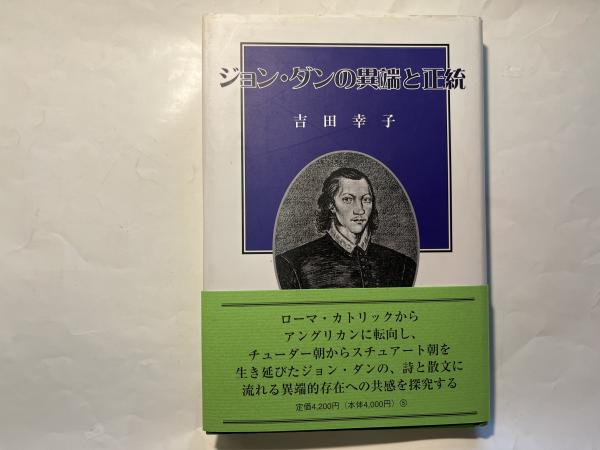 ジョン・ダンの異端と正統
吉田幸子
ローマ・カトリックから
アングリカンに転向し、
チューダー朝からスチュアート朝を
生き延びたジョン・ダンの、詩と散文に
流れる異端的存在への共感を探究する
定価4,200円（本体4,000円）⑤